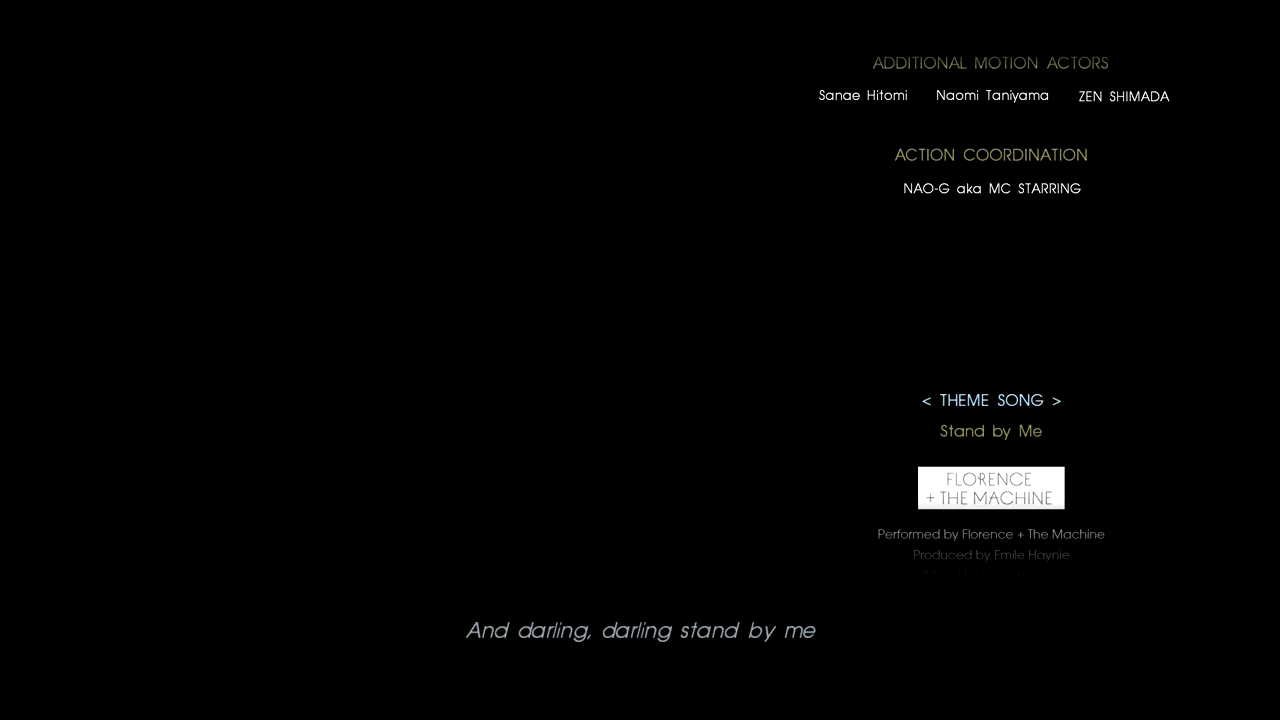 ADDITIONAL MOTION ACTORS
Sanae Hitomi Naomi Taniyama ZEN SHIMADA
ACTION COORDINATION
NAO-G aka MC STARRING
< THEME SONG >
Stand by Me
FLORENCE
+ THE MACHINE
Performed by Florence + The Machine
Produced by Emile Haynie
And darling, darling stand by me